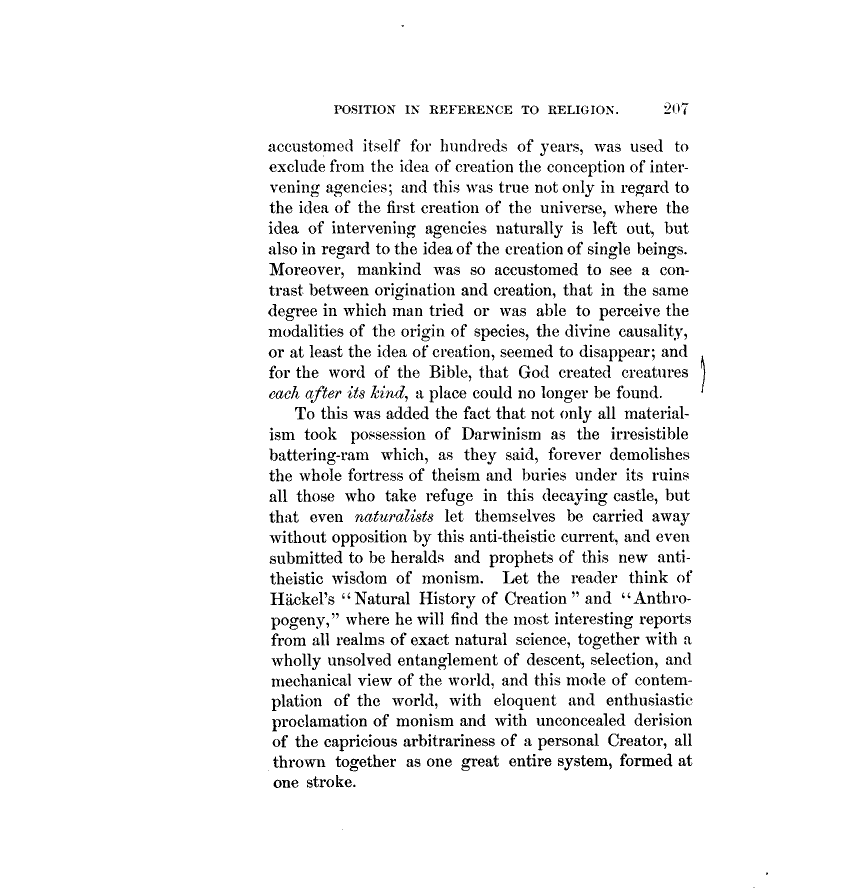 POSITION IN REFERENCE TO RELIGION. 207
accustomed itself for hundreds of years, was used to
exclude from the idea of creation the conception of inter-
vening agencies; and this was true not only in regard to
the idea of the first creation of the universe, where the
idea of intervening agencies naturally is left out, but
also in regard to the idea of the creation of single beings.
Moreover, mankind was so accustomed to see a con-
trast between origination and creation, that in the same
degree in which man tried or was able to perceive the
modalities of the origin of species, the divine causality,
or at least the idea of creation, seemed to disappear; and
for the word of the Bible, that God created creatures
each after its kind, a place could no longer be found.
To this was added the fact that not only all material-
ism took possession of Darwinism as the irresistible
battering-ram which, as they said, forever demolishes
the whole fortress of theism and buries under its ruins
all those who take refuge in this decaying castle, but
that even naturalists let themselves be carried away
without opposition by this anti-theistic current, and even
submitted to be heralds and prophets of this new anti-
theistic wisdom of monism. Let the reader think of
Häckel's "Natural History of Creation" and "Anthro-
pogeny," where he will find the most interesting reports
from all realms of exact natural science, together with a
wholly unsolved entanglement of descent, selection, and
mechanical view of the world, and this mode of contem-
plation of the world, with eloquent and enthusiastic
proclamation of monism and with unconcealed derision
of the capricious arbitrariness of a personal Creator, all
thrown together as one great entire system, formed at
one stroke.